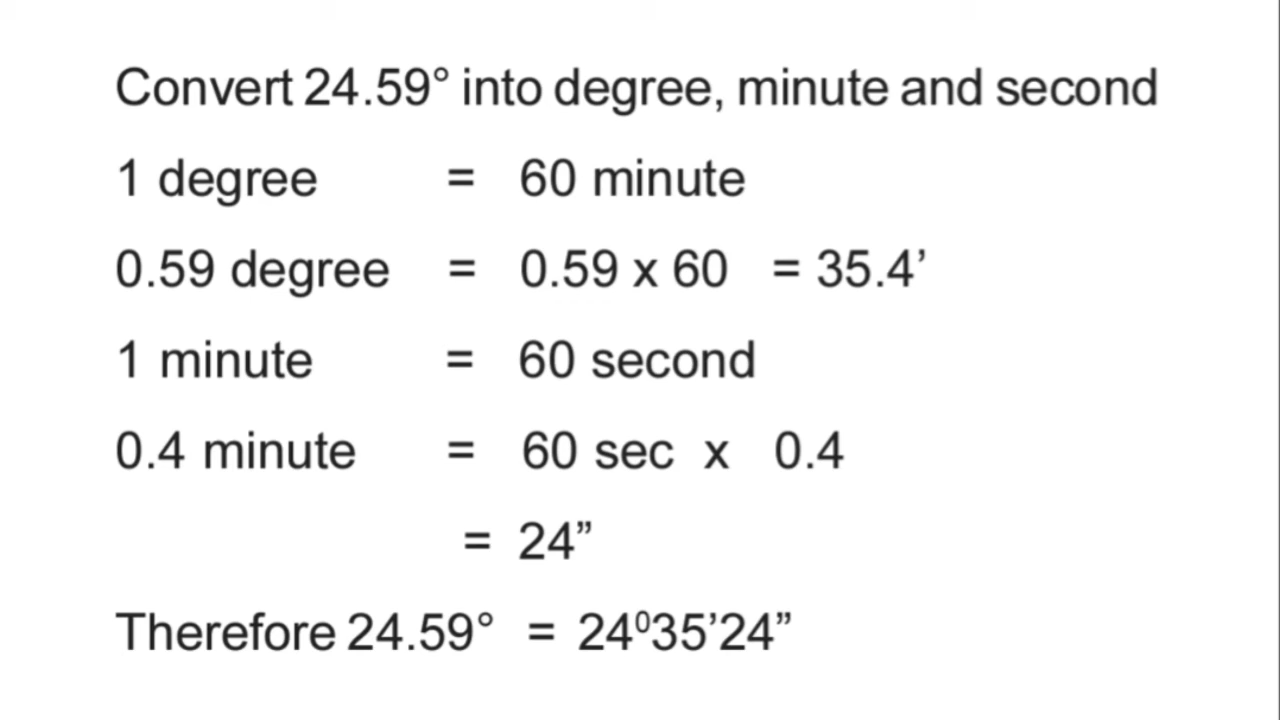 Convert 24.59° into degree, minute and second
1 degree = 60 minute
0.59 degree = 0.59 x 60 = 35.4’
1 minute = 60 second
0.4 minute = 60 sec x 0.4
= 24”
Therefore 24.59° = 24⁰35’24”